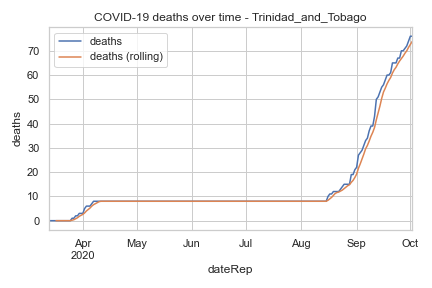 COVID-19 deaths over time - Trinidad_and_Tobago
deaths
deaths (rolling)
deaths
70
60
50
40
30
20
10
0
Apr May Jun Jul Aug Sep Oct
2020
dateRep